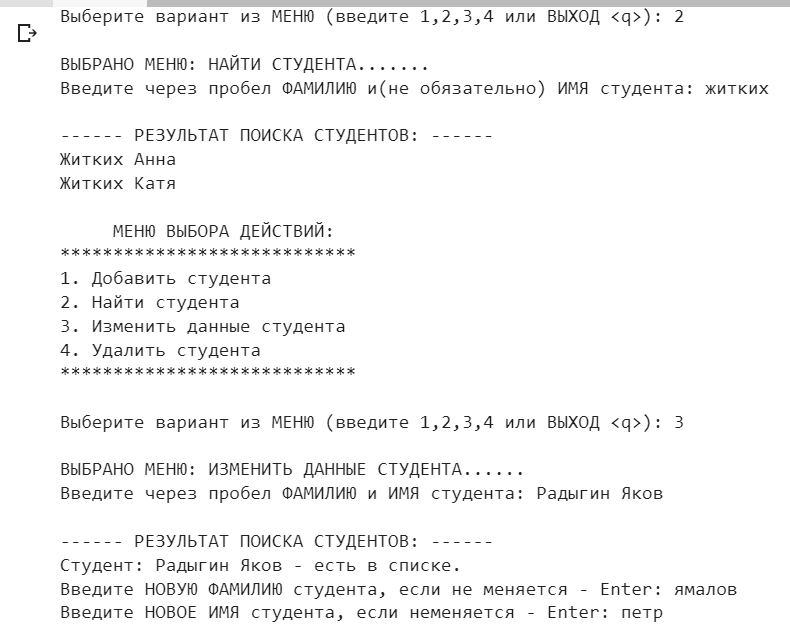 Выберите вариант из МЕНЮ (введите 1,2,3,4 или ВЫХОД <q>): 2
ВЫБРАНО МЕНЮ: НАЙТИ СТУДЕНТА.......
Введите через пробел ФАМИЛИЮ и(не обязательно) ИМЯ студента: житких
------ РЕЗУЛЬТАТ ПОИСКА СТУДЕНТОВ: ------
Житких Анна
Житких Катя
МЕНЮ ВЫБОРА ДЕЙСТВИЙ:
****************************
1. Добавить студента
2. Найти студента
3. Изменить данные студента
4. Удалить студента
****************************
Выберите вариант из МЕНЮ (введите 1,2,3,4 или ВЫХОД <q>): 3
ВЫБРАНО МЕНЮ: ИЗМЕНИТЬ ДАННЫЕ СТУДЕНТА......
Введите через пробел ФАМИЛИЮ и ИМЯ студента: Радыгин Яков
------ РЕЗУЛЬТАТ ПОИСКА СТУДЕНТОВ: ------
Студент: Радыгин Яков - есть в списке.
Введите НОВУЮ ФАМИЛИЮ студента, если не меняется - Enter: ямалов
Введите НОВОЕ ИМЯ студента, если неменяется - Enter: петр